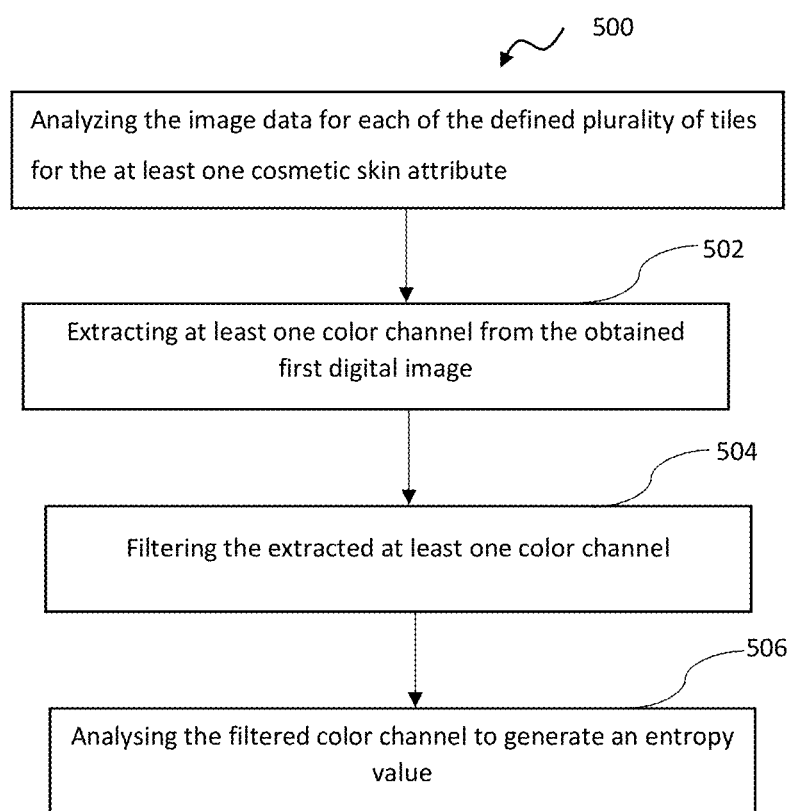 500
Analyzing the image data for each of the defined plurality of tiles
for the at least one cosmetic skin attribute
502
Extracting at least one color channel from the obtained
first digital image
504
Filtering the extracted at least one color channel
506
Analysing the filtered color channel to generate an entropy
value